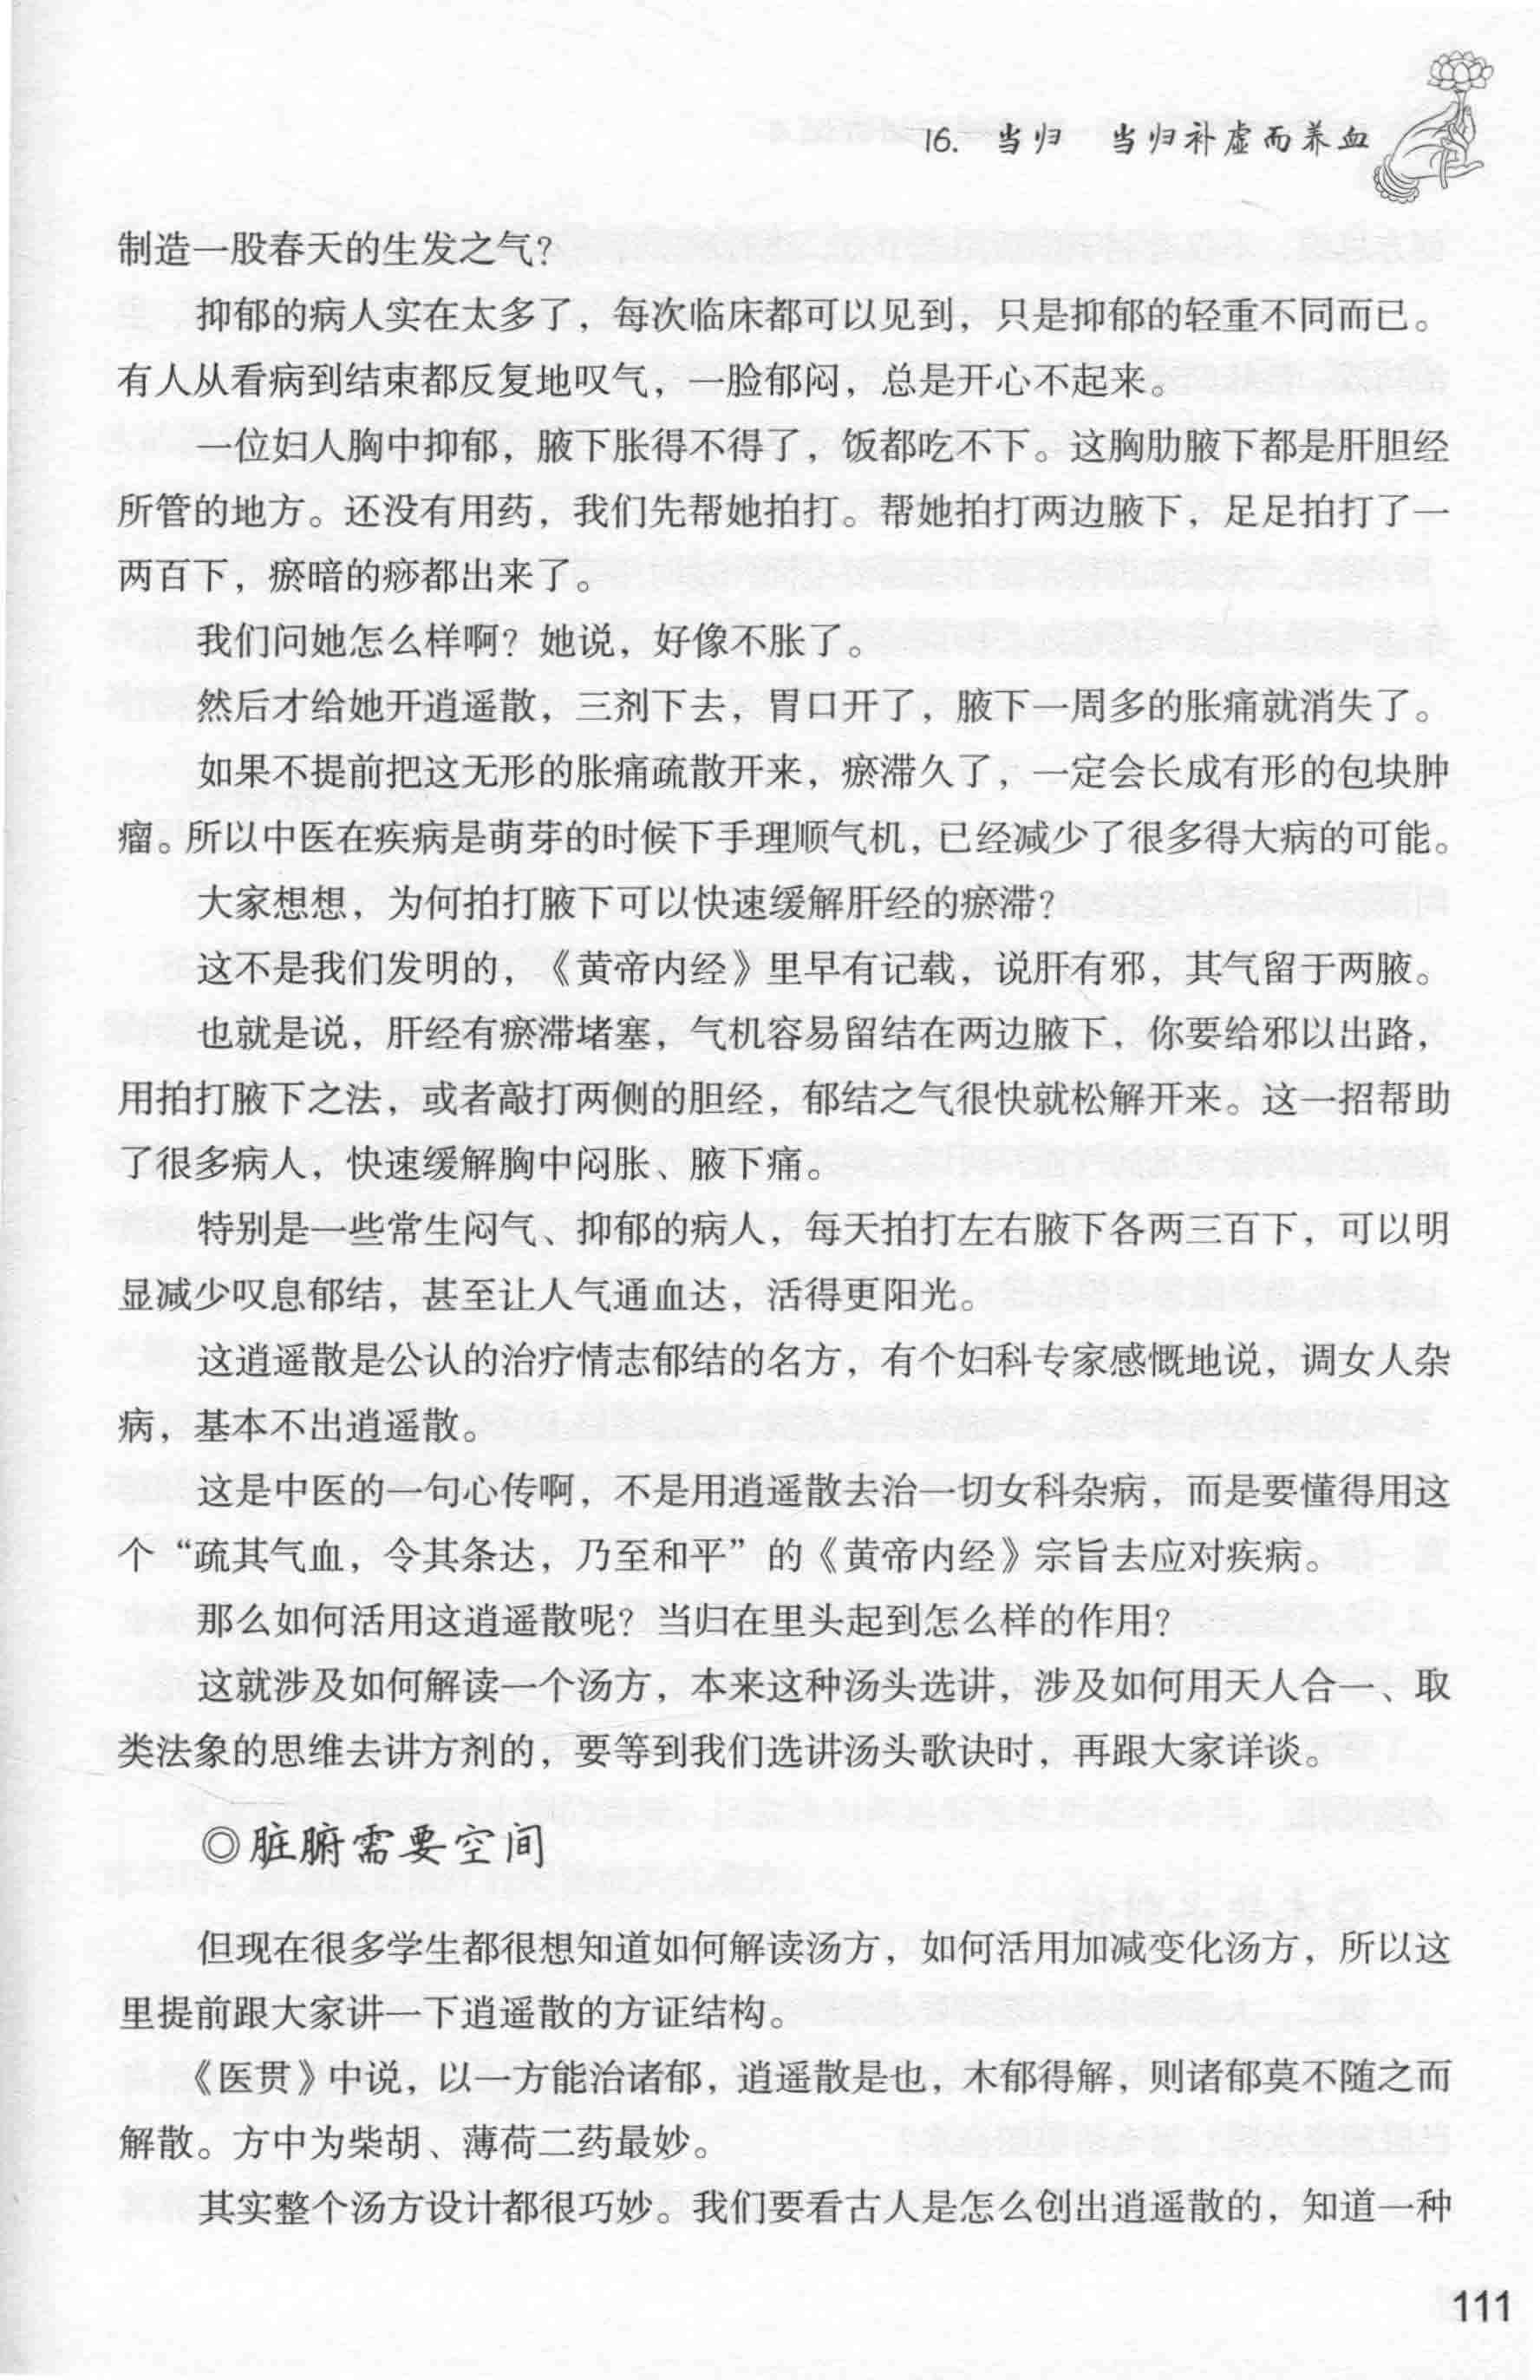 16. 当归 当归补虚而养血
制造一股春天的生发之气？
抑郁的病人实在太多了，每次临床都可以见到，只是抑郁的轻重不同而已。
有人从看病到结束都反复地叹气，一脸郁闷，总是开心不起来。
一位妇人胸中抑郁，腋下胀得不得了，饭都吃不下。这胸肋腋下都是肝胆经
所管的地方。还没有用药，我们先帮她拍打。帮她拍打两边腋下，足足拍打了一
两百下，瘀暗的痧都出来了。
我们问她怎么样啊？她说，好像不胀了。
然后才给她开逍遥散，三剂下去，胃口开了，腋下一周多的胀痛就消失了。
如果不提前把这无形的胀痛疏散开来，瘀滞久了，一定会长成有形的包块肿
瘤。所以中医在疾病是萌芽的时候下手理顺气机，已经减少了很多得大病的可能。
大家想想，为何拍打腋下可以快速缓解肝经的瘀滞？
这不是我们发明的，《黄帝内经》里早有记载，说肝有邪，其气留于两腋。
也就是说，肝经有瘀滞堵塞，气机容易留结在两边腋下，你要给邪以出路，
用拍打腋下之法，或者敲打两侧的胆经，郁结之气很快就松解开来。这一招帮助
了很多病人，快速缓解胸中闷胀、腋下痛。
特别是一些常生闷气、抑郁的病人，每天拍打左右腋下各两三百下，可以明
显减少叹息郁结，甚至让人气通血达，活得更阳光。
这逍遥散是公认的治疗情志郁结的名方，有个妇科专家感慨地说，调女人杂
病，基本不出逍遥散。
这是中医的一句心传啊，不是用逍遥散去治一切女科杂病，而是要懂得用这
个“疏其气血，令其条达，乃至和平”的《黄帝内经》宗旨去应对疾病。
那么如何活用这逍遥散呢？当归在里头起到怎么样的作用？
这就涉及如何解读一个汤方，本来这种汤头选讲，涉及如何用天人合一、取
类法象的思维去讲方剂的，要等到我们选讲汤头歌诀时，再跟大家详谈。
◎脏腑需要空间
但现在很多学生都很想知道如何解读汤方，如何活用加减变化汤方，所以这
里提前跟大家讲一下逍遥散的方证结构。
《医贯》中说，以一方能治诸郁，逍遥散是也，木郁得解，则诸郁莫不随之而
解散。方中为柴胡、薄荷二药最妙。
其实整个汤方设计都很巧妙。我们要看古人是怎么创出逍遥散的，知道一种
111